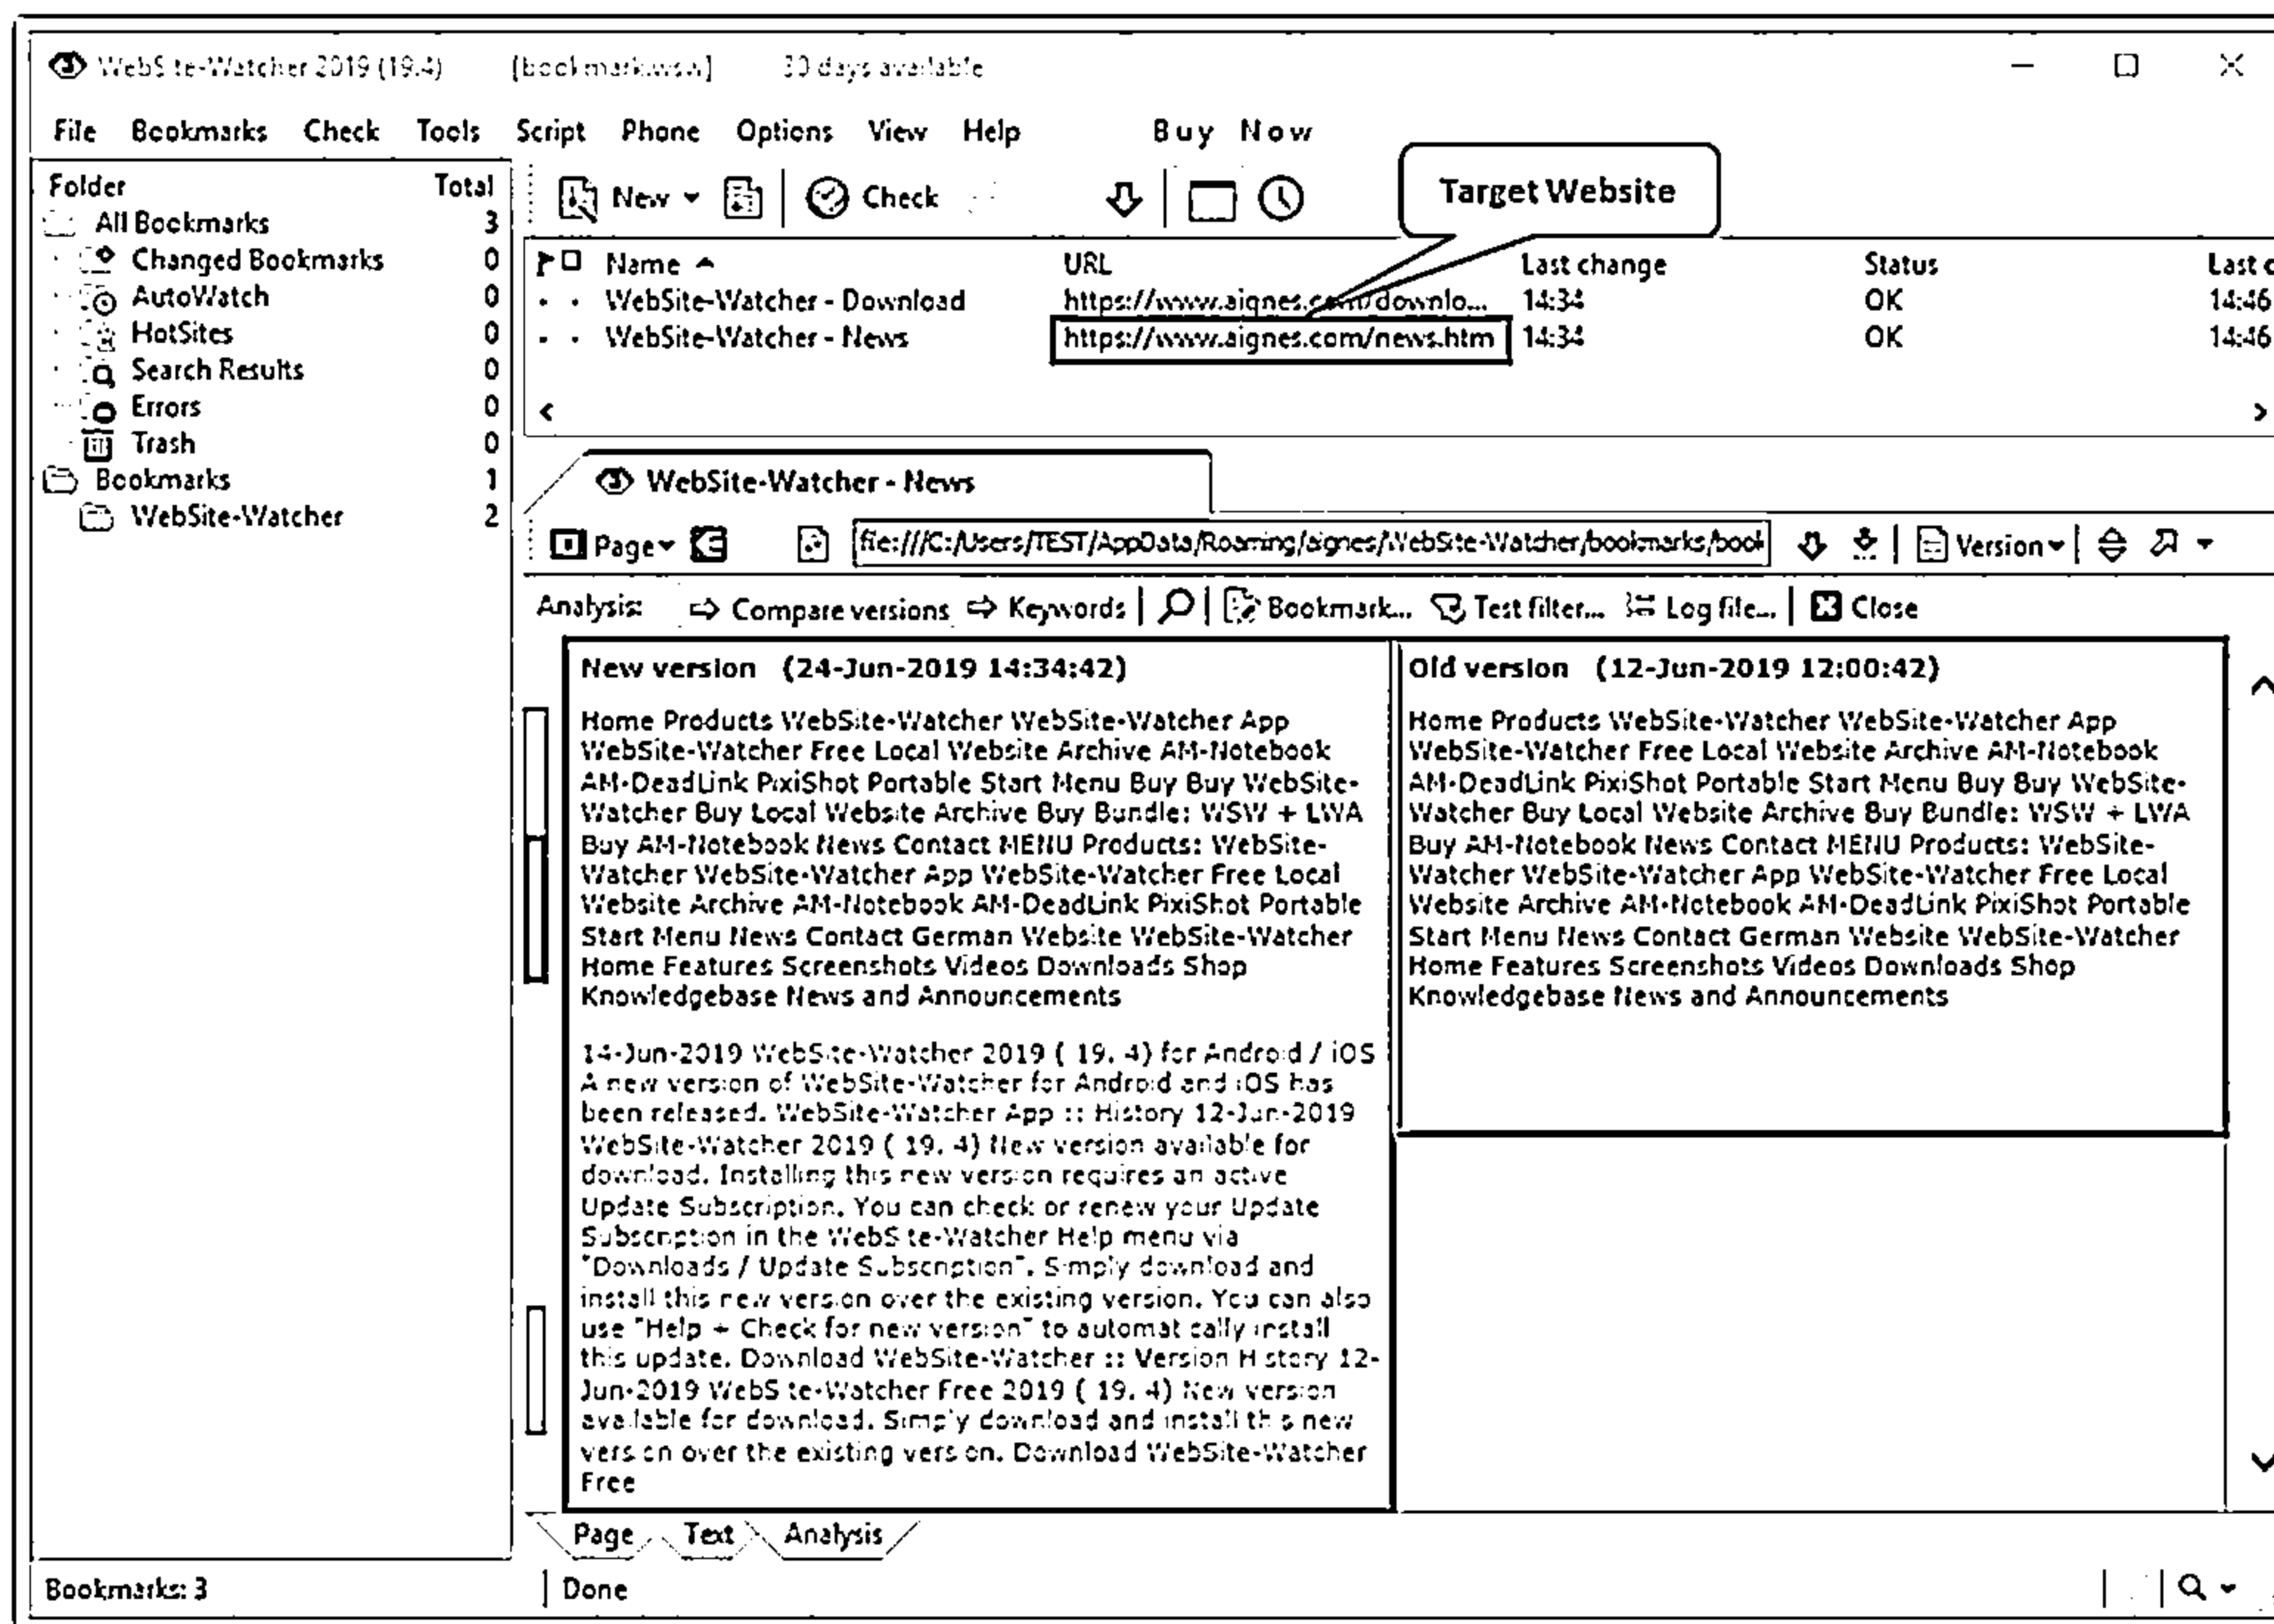 WebSite-Watcher 2019 (19.4) [bookmark.wsw] 30 days available
File Bookmarks Check Tools Script Phone Options View Help Buy Now
Folder Total
All Bookmarks 3
Changed Bookmarks 0
AutoWatch 0
HotSites 0
Search Results 0
Errors 0
Trash 0
Bookmarks 1
WebSite-Watcher 2
New Check
Target Website
Name URL Last change Status Last c
WebSite-Watcher - Download https://www.aignes.com/downlo... 14:34 OK 14:46
WebSite-Watcher - News https://www.aignes.com/news.htm 14:34 OK 14:46
WebSite-Watcher - News
Page file:///C:/Users/TEST/AppData/Roaming/aignes/WebSite-Watcher/bookmarks/book Version
Analysis: Compare versions Keywords Bookmark... Test filter... Log file... Close
New version (24-Jun-2019 14:34:42)
Home Products WebSite-Watcher WebSite-Watcher App
WebSite-Watcher Free Local Website Archive AM-Notebook
AM-DeadLink PixiShot Portable Start Menu Buy Buy WebSite-
Watcher Buy Local Website Archive Buy Bundle: WSW + LWA
Buy AM-Notebook News Contact MENU Products: WebSite-
Watcher WebSite-Watcher App WebSite-Watcher Free Local
Website Archive AM-Notebook AM-DeadLink PixiShot Portable
Start Menu News Contact German Website WebSite-Watcher
Home Features Screenshots Videos Downloads Shop
Knowledgebase News and Announcements
14-Jun-2019 WebSite-Watcher 2019 ( 19. 4) for Android / iOS
A new version of WebSite-Watcher for Android and iOS has
been released. WebSite-Watcher App :: History 12-Jun-2019
WebSite-Watcher 2019 ( 19. 4) New version available for
download. Installing this new version requires an active
Update Subscription. You can check or renew your Update
Subscription in the WebSite-Watcher Help menu via
"Downloads / Update Subscription". Simply download and
install this new version over the existing version. You can also
use "Help + Check for new version" to automatically install
this update. Download WebSite-Watcher :: Version History 12-
Jun-2019 WebSite-Watcher Free 2019 ( 19. 4) New version
available for download. Simply download and install this new
version over the existing version. Download WebSite-Watcher
Free
Old version (12-Jun-2019 12:00:42)
Home Products WebSite-Watcher WebSite-Watcher App
WebSite-Watcher Free Local Website Archive AM-Notebook
AM-DeadLink PixiShot Portable Start Menu Buy Buy WebSite-
Watcher Buy Local Website Archive Buy Bundle: WSW + LWA
Buy AM-Notebook News Contact MENU Products: WebSite-
Watcher WebSite-Watcher App WebSite-Watcher Free Local
Website Archive AM-Notebook AM-DeadLink PixiShot Portable
Start Menu News Contact German Website WebSite-Watcher
Home Features Screenshots Videos Downloads Shop
Knowledgebase News and Announcements
Page Text Analysis
Bookmarks: 3 Done